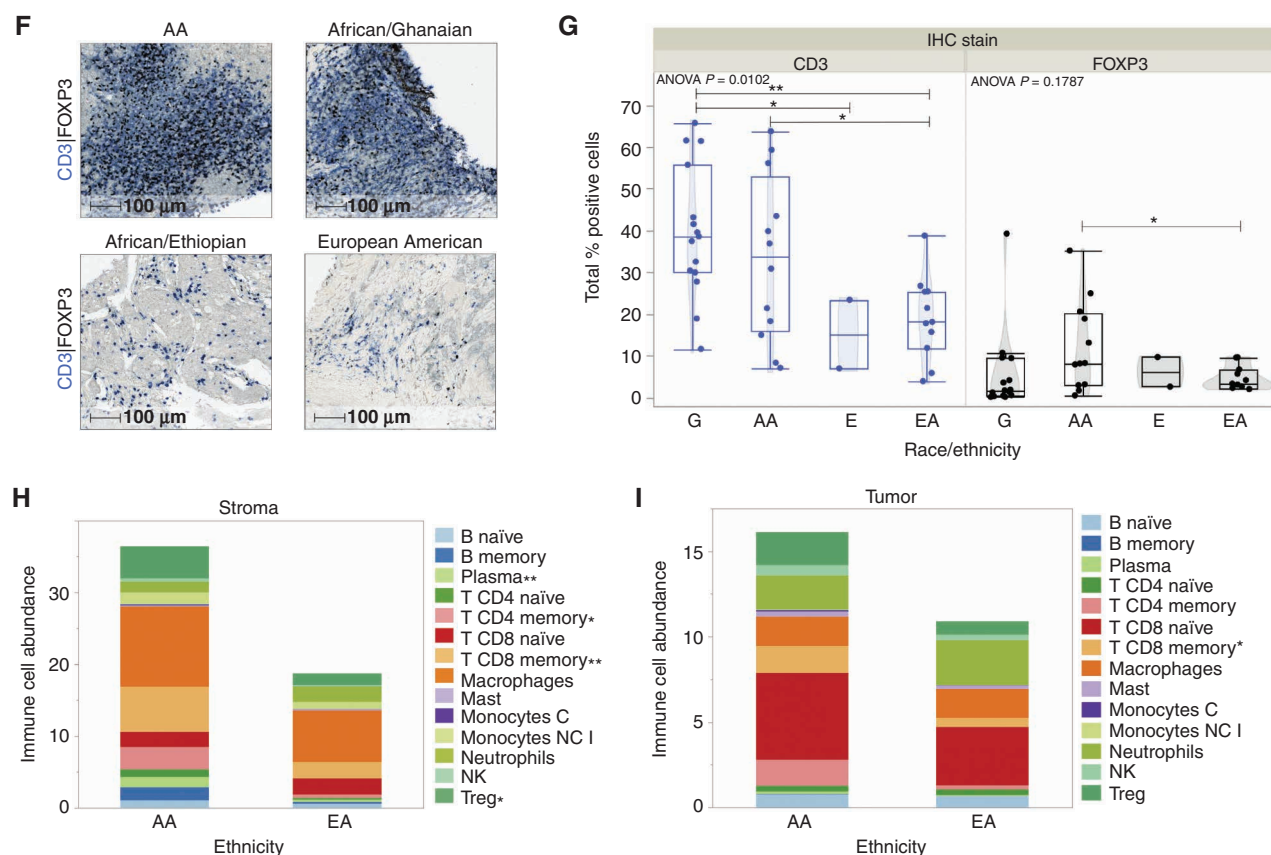 F
AA
African/Ghanaian
CD3|FOXP3
100 µm
100 µm
African/Ethiopian
European American
CD3|FOXP3
100 µm
100 µm
G
IHC stain
CD3
FOXP3
ANOVA P = 0.0102
ANOVA P = 0.1787
**
*
*
*
Total % positive cells
70
60
50
40
30
20
10
0
G
AA
E
EA
G
AA
E
EA
Race/ethnicity
H
Stroma
Immune cell abundance
30
20
10
0
AA
EA
Ethnicity
B naïve
B memory
Plasma**
T CD4 naïve
T CD4 memory*
T CD8 naïve
T CD8 memory**
Macrophages
Mast
Monocytes C
Monocytes NC I
Neutrophils
NK
Treg*
I
Tumor
Immune cell abundance
15
10
5
0
AA
EA
Ethnicity
B naïve
B memory
Plasma
T CD4 naïve
T CD4 memory
T CD8 naïve
T CD8 memory*
Macrophages
Mast
Monocytes C
Monocytes NC I
Neutrophils
NK
Treg